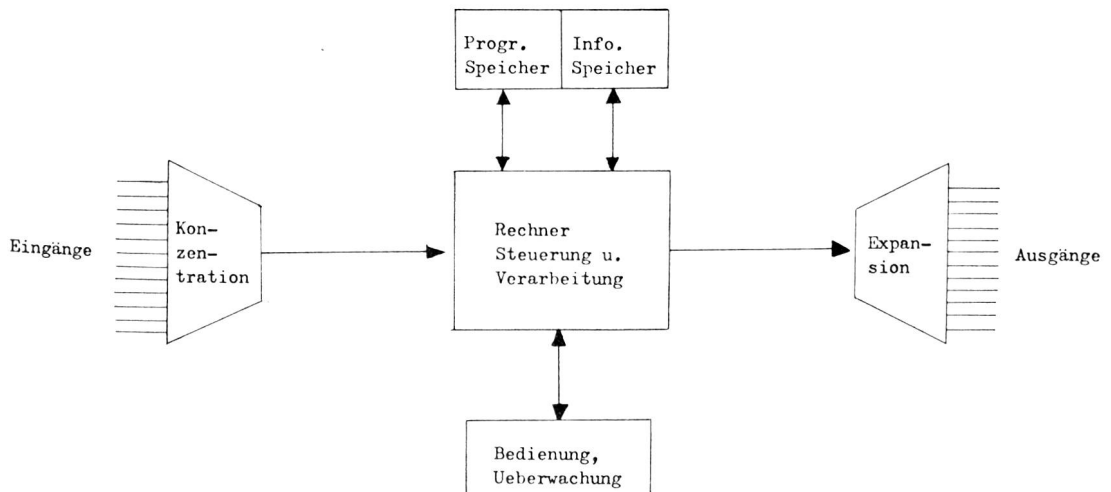 Progr.
Speicher
Info.
Speicher
Eingänge
Kon-
zen-
tration
Rechner
Steuerung u.
Verarbeitung
Expan-
sion
Ausgänge
Bedienung,
Ueberwachung